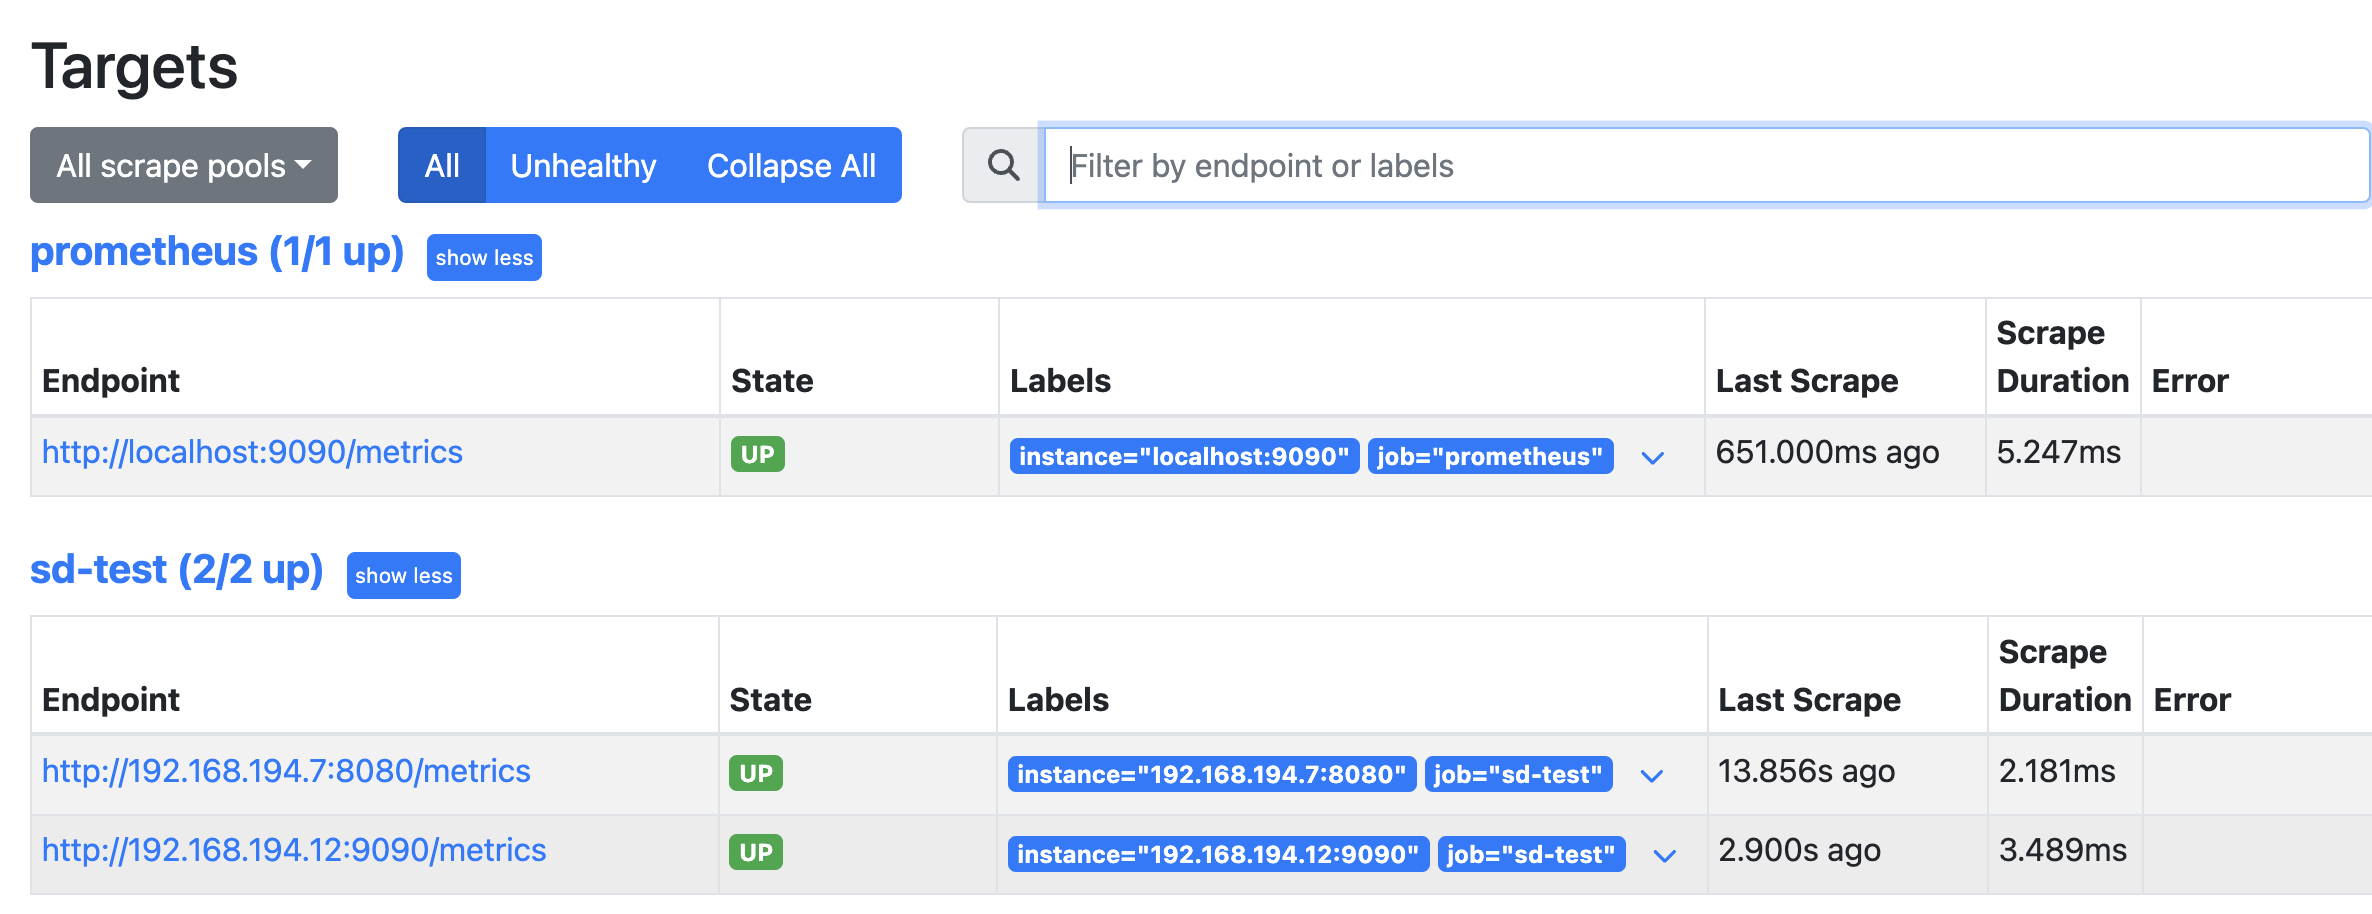 Targets
All scrape pools All Unhealthy Collapse All Filter by endpoint or labels
prometheus (1/1 up) show less
Endpoint State Labels Last Scrape Scrape Duration Error
http://localhost:9090/metrics UP instance="localhost:9090" job="prometheus" 651.000ms ago 5.247ms
sd-test (2/2 up) show less
Endpoint State Labels Last Scrape Scrape Duration Error
http://192.168.194.7:8080/metrics UP instance="192.168.194.7:8080" job="sd-test" 13.856s ago 2.181ms
http://192.168.194.12:9090/metrics UP instance="192.168.194.12:9090" job="sd-test" 2.900s ago 3.489ms